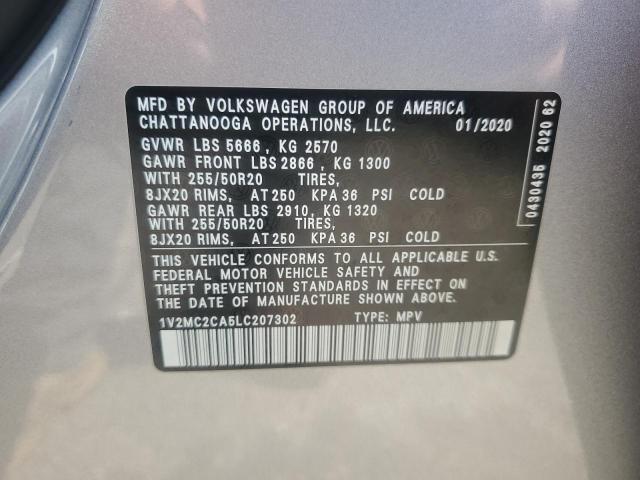 MFD BY VOLKSWAGEN GROUP OF AMERICA
CHATTANOOGA OPERATIONS, LLC. 01/2020
GVWR LBS 5666 , KG 2570
GAWR FRONT LBS 2866 , KG 1300
WITH 255/50R20 TIRES,
8JX20 RIMS, AT 250 KPA 36 PSI COLD
GAWR REAR LBS 2910, KG 1320
WITH 255/50R20 TIRES,
8JX20 RIMS, AT 250 KPA 36 PSI COLD
THIS VEHICLE CONFORMS TO ALL APPLICABLE U.S.
FEDERAL MOTOR VEHICLE SAFETY AND
THEFT PREVENTION STANDARDS IN EFFECT ON THE
DATE OF MANUFACTURE SHOWN ABOVE.
1V2MC2CA5LC207302 TYPE: MPV
0430435 2020 62